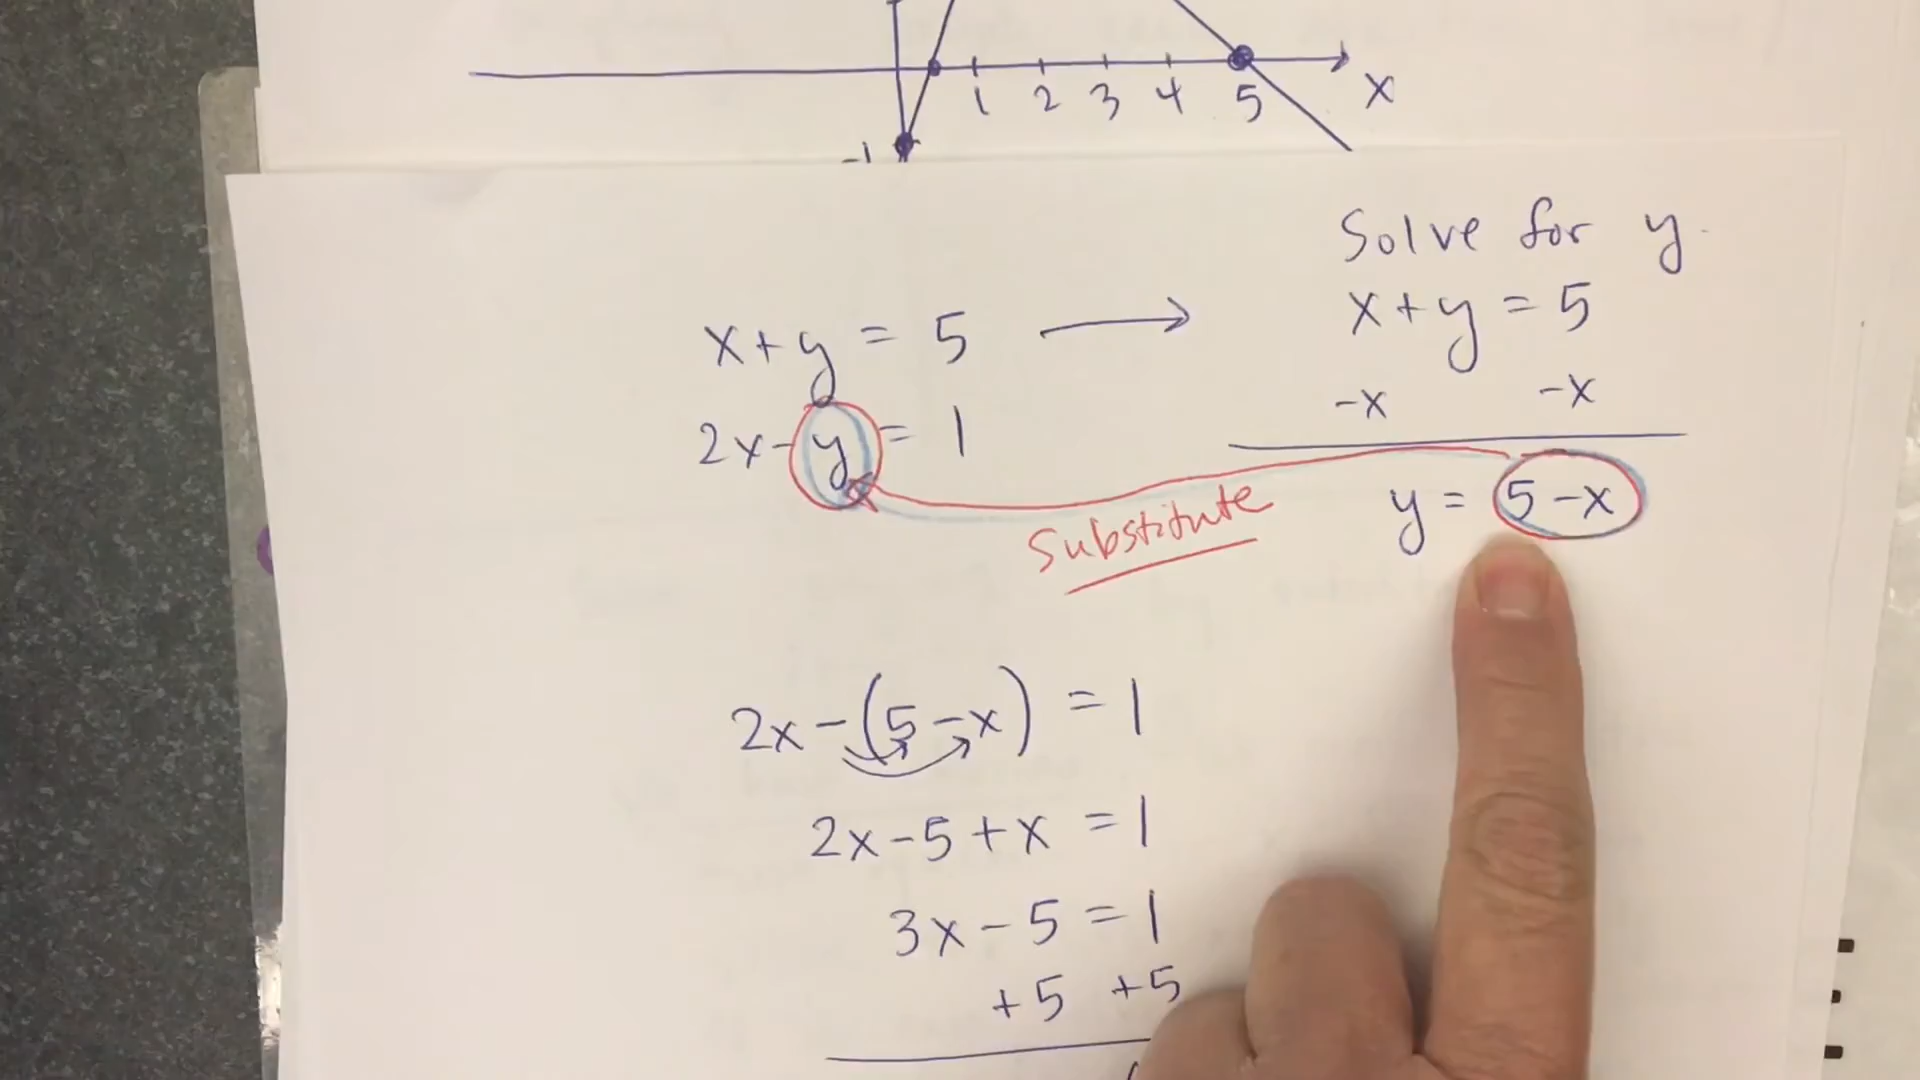 1 2 3 4 5 x
-1
Solve for y.
x+y = 5
x+y = 5
-x -x
2x-y = 1
y = 5-x
Substitute
2x-(5-x) = 1
2x-5+x = 1
3x-5 = 1
+5 +5